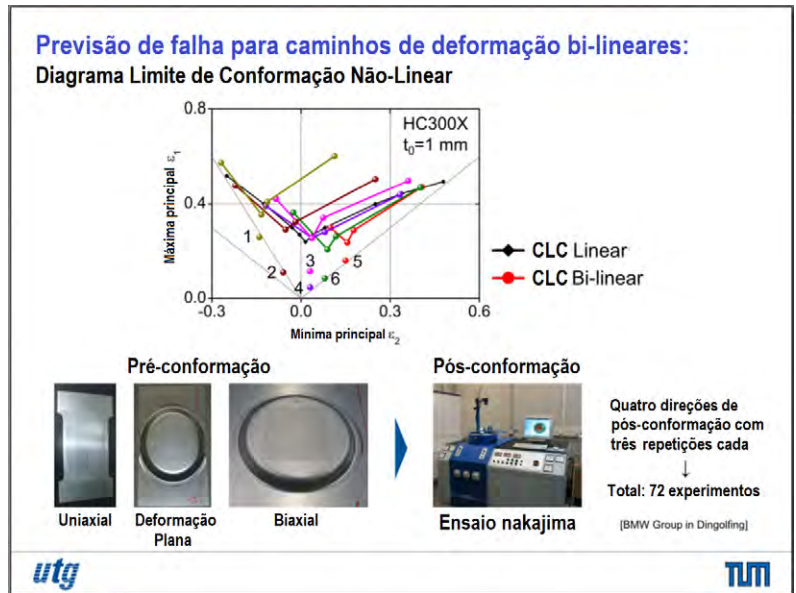 Previsão de falha para caminhos de deformação bi-lineares:
Diagrama Limite de Conformação Não-Linear
0.8
HC300X
t₀=1 mm
Máxima principal ε₁
0.4
1
2
3
4
5
6
0.0
-0.3
0.0
0.3
0.6
Minima principal ε₂
CLC Linear
CLC Bi-linear
Pré-conformação
Pós-conformação
Uniaxial
Deformação
Plana
Biaxial
Ensaio nakajima
Quatro direções de
pós-conformação com
três repetições cada
↓
Total: 72 experimentos
[BMW Group in Dingolfing]
utg
TUM